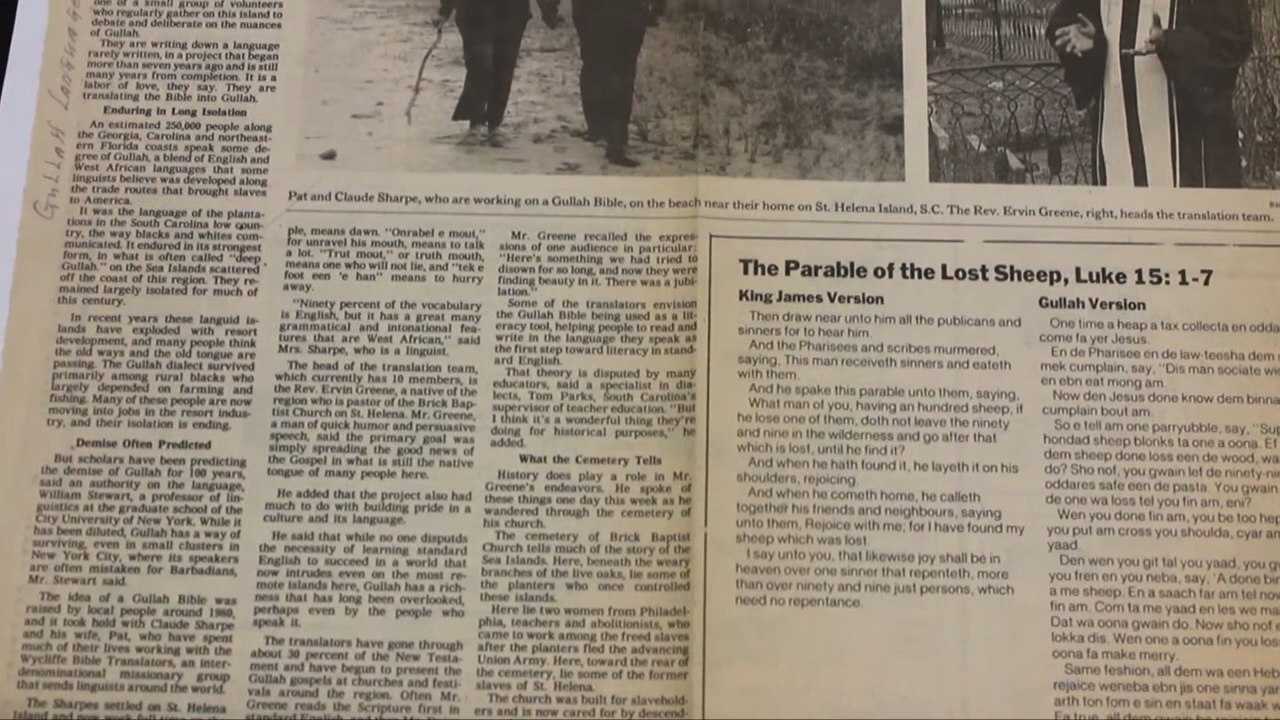 GULLAH LANGUAGE
one of a small group of volunteers
who regularly gather on this island to
debate and deliberate on the nuances
of Gullah.
They are writing down a language
rarely written, in a project that began
more than seven years ago and is still
many years from completion. It is a
labor of love, they say. They are
translating the Bible into Gullah.
Enduring in Long Isolation
An estimated 250,000 people along
the Georgia, Carolina and northeast-
ern Florida coasts speak some de-
gree of Gullah, a blend of English and
West African languages that some
linguists believe was developed along
the trade routes that brought slaves
to America.
It was the language of the planta-
tions in the South Carolina low coun-
try, the way blacks and whites com-
municated. It endured in its strongest
form, in what is often called "deep
Gullah," on the Sea Islands scattered
off the coast of this region. They re-
mained largely isolated for much of
this century.
In recent years these languid is-
lands have exploded with resort
development, and many people think
the old ways and the old tongue are
passing. The Gullah dialect survived
primarily among rural blacks who
largely depended on farming and
fishing. Many of these people are now
moving into jobs in the resort indus-
try, and their isolation is ending.
Demise Often Predicted
But scholars have been predicting
the demise of Gullah for 100 years,
said an authority on the language,
William Stewart, a professor of lin-
guistics at the graduate school of the
City University of New York. While it
has been diluted, Gullah has a way of
surviving, even in small clusters in
New York City, where its speakers
are often mistaken for Barbadians,
Mr. Stewart said.
The idea of a Gullah Bible was
raised by local people around 1980,
and it took hold with Claude Sharpe
and his wife, Pat, who have spent
much of their lives working with the
Wycliffe Bible Translators, an inter-
denominational missionary group
that sends linguists around the world.
The Sharpes settled on St. Helena
Island and now work full time on the
Pat and Claude Sharpe, who are working on a Gullah Bible, on the beach near their home on St. Helena Island, S.C. The Rev. Ervin Greene, right, heads the translation team.
ple, means dawn. "Onrabel e mout,"
for unravel his mouth, means to talk
a lot. "Trut mout," or truth mouth,
means one who will not lie, and "tek e
foot een 'e han" means to hurry
away.
"Ninety percent of the vocabulary
is English, but it has a great many
grammatical and intonational fea-
tures that are West African," said
Mrs. Sharpe, who is a linguist.
The head of the translation team,
which currently has 10 members, is
the Rev. Ervin Greene, a native of the
region who is pastor of the Brick Bap-
tist Church on St. Helena. Mr. Greene,
a man of quick humor and persuasive
speech, said the primary goal was
simply spreading the good news of
the Gospel in what is still the native
tongue of many people here.
He added that the project also had
much to do with building pride in a
culture and its language.
He said that while no one disputs
the necessity of learning standard
English to succeed in a world that
now intrudes even on the most re-
mote islands here, Gullah has a rich-
ness that has long been overlooked,
perhaps even by the people who
speak it.
The translators have gone through
about 30 percent of the New Testa-
ment and have begun to present the
Gullah gospels at churches and festi-
vals around the region. Often Mr.
Greene reads the Scripture first in
standard English, and then
Mr. Greene recalled the expres-
sions of one audience in particular:
"Here's something we had tried to
disown for so long, and now they were
finding beauty in it. There was a jubi-
lation."
Some of the translators envision
the Gullah Bible being used as a lit-
eracy tool, helping people to read and
write in the language they speak as
the first step toward literacy in stand-
ard English.
That theory is disputed by many
educators, said a specialist in dia-
lects, Tom Parks, South Carolina's
supervisor of teacher education. "But
I think it's a wonderful thing they're
doing for historical purposes," he
added.
What the Cemetery Tells
History does play a role in Mr.
Greene's endeavors. He spoke of
these things one day this week as he
wandered through the cemetery of
his church.
The cemetery of Brick Baptist
Church tells much of the story of the
Sea Islands. Here, beneath the weary
branches of the live oaks, lie some of
the planters who once controlled
these islands.
Here lie two women from Philadel-
phia, teachers and abolitionists, who
came to work among the freed slaves
after the planters fled the advancing
Union Army. Here, toward the rear of
the cemetery, lie some of the former
slaves of St. Helena.
The church was built for slavehold-
ers and is now cared for by descend-
The Parable of the Lost Sheep, Luke 15: 1-7
King James Version
Then draw near unto him all the publicans and
sinners for to hear him.
And the Pharisees and scribes murmered,
saying, This man receiveth sinners and eateth
with them.
And he spake this parable unto them, saying,
What man of you, having an hundred sheep, if
he lose one of them, doth not leave the ninety
and nine in the wilderness and go after that
which is lost, until he find it?
And when he hath found it, he layeth it on his
shoulders, rejoicing.
And when he cometh home, he calleth
together his friends and neighbours, saying
unto them, Rejoice with me; for I have found my
sheep which was lost.
I say unto you, that likewise joy shall be in
heaven over one sinner that repenteth, more
than over ninety and nine just persons, which
need no repentance.
Gullah Version
One time a heap a tax collecta en odda
come fa yer Jesus.
En de Pharisee en de law-teesha dem
mek cumplain, say, "Dis man sociate wi
en ebn eat mong am.
Now den Jesus done know dem binna
cumplain bout am.
So e tell am one parryubble, say, "Sup
hondad sheep blonks ta one a oona. Ef
dem sheep done loss een de wood, wa
do? Sho nof, you gwain lef de ninety-ni
oddares safe een de pasta. You gwain
de one wa loss tel you fin am, eni?
Wen you done fin am, you be too hep
you put am cross you shoulda, cyar am
yaad.
Den wen you git tal you yaad, you g
you fren en you neba, say, 'A done bin
a me sheep. En a saach far am tel now
fin am. Com ta me yaad en les we ma
Dat wa oona gwain do. Now sho nof e
lokka dis. Wen one a oona fin you los
oona fa make merry.
Same feshion, all dem wa een Heb
rejaice weneba ebn jis one sinna ya
arth ton fom e sin en staat fa waak w